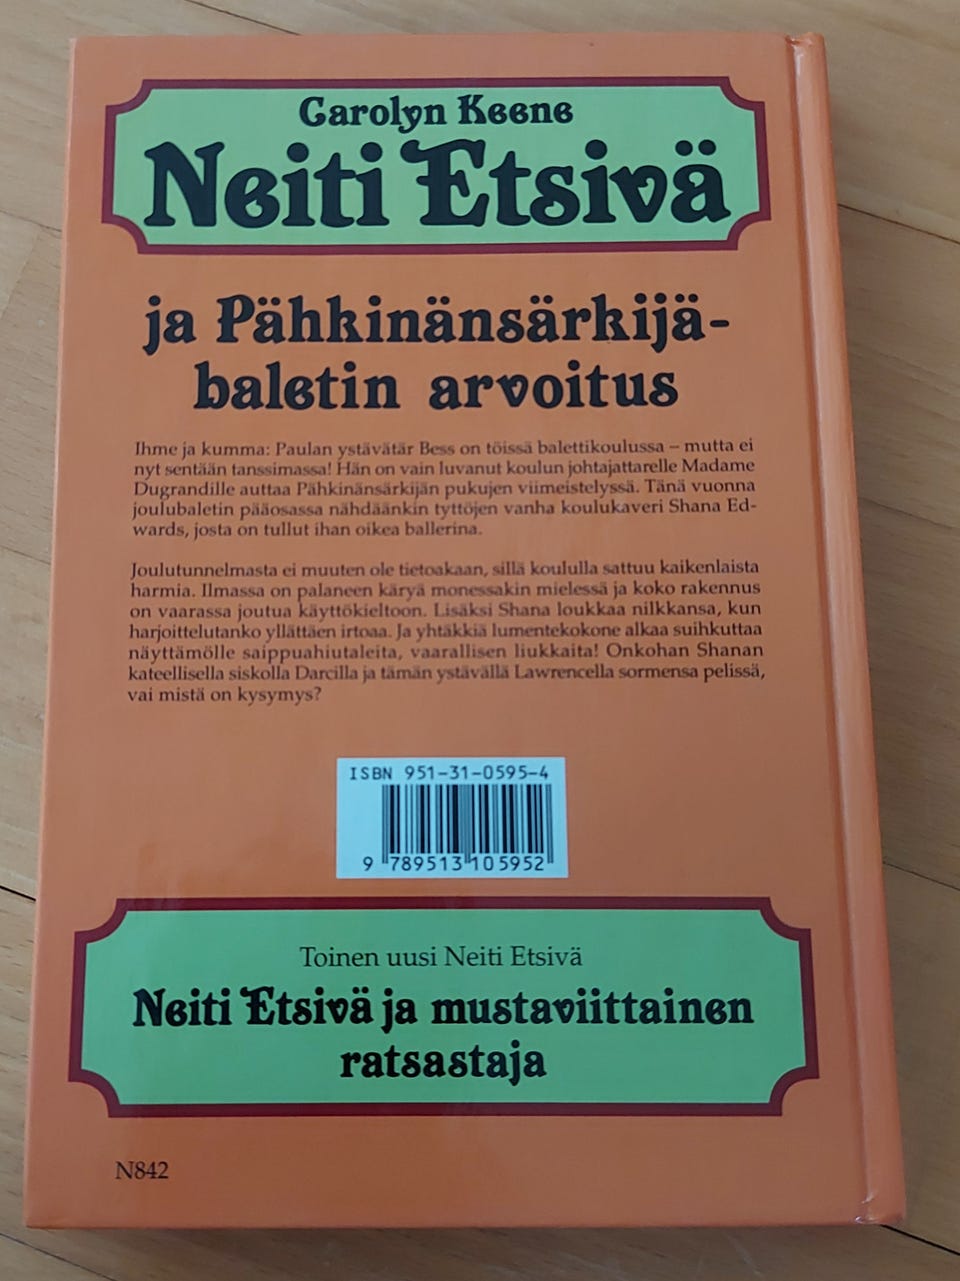 Carolyn Keene
Neiti Etsivä
ja Pähkinänsärkijä-
baletin arvoitus
Ihme ja kumma: Paulan ystävätär Bess on töissä balettikoulussa – mutta ei
nyt sentään tanssimassa! Hän on vain luvanut koulun johtajattarelle Madame
Dugrandille auttaa Pähkinänsärkijän pukujen viimeistelyssä. Tänä vuonna
joulubaletin pääosassa nähdäänkin tyttöjen vanha koulukaveri Shana Ed-
wards, josta on tullut ihan oikea ballerina.
Joulutunnelmasta ei muuten ole tietoakaan, sillä koululla sattuu kaikenlaista
harmia. Ilmassa on palaneen käryä monessakin mielessä ja koko rakennus
on vaarassa joutua käyttökieltoon. Lisäksi Shana loukkaa nilkkansa, kun
harjoittelutanko yllättäen irtoaa. Ja yhtäkkiä lumentekokone alkaa suihkuttaa
näyttämölle saippuahiutaleita, vaarallisen liukkaita! Onkohan Shanan
kateellisella siskolla Darcilla ja tämän ystävällä Lawrencella sormensa pelissä,
vai mistä on kysymys?
ISBN 951-31-0595-4
9 789513 105952
Toinen uusi Neiti Etsivä
Neiti Etsivä ja mustaviittainen
ratsastaja
N842